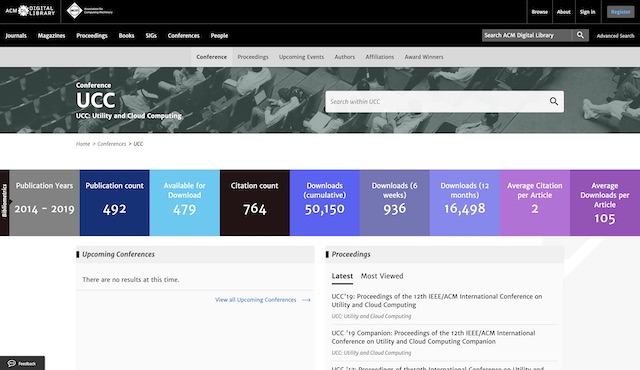 ACM DIGITAL LIBRARY
acm
Association for Computing Machinery
Browse About Sign in Register
Journals Magazines Proceedings Books SIGs Conferences People
Search ACM Digital Library
Advanced Search
Conference Proceedings Upcoming Events Authors Affiliations Award Winners
Conference
UCC
UCC: Utility and Cloud Computing
Search within UCC
Home > Conferences > UCC
Bibliometrics
Publication Years
2014 - 2019
Publication count
492
Available for
Download
479
Citation count
764
Downloads
(cumulative)
50,150
Downloads (6
weeks)
936
Downloads (12
months)
16,498
Average Citation
per Article
2
Average
Downloads per
Article
105
Upcoming Conferences
There are no results at this time.
View all Upcoming Conferences
Proceedings
Latest Most Viewed
UCC'19: Proceedings of the 12th IEEE/ACM International Conference on
Utility and Cloud Computing
UCC: Utility and Cloud Computing
UCC '19 Companion: Proceedings of the 12th IEEE/ACM International
Conference on Utility and Cloud Computing Companion
UCC: Utility and Cloud Computing
UCC '17: Proceedings of the10th International Conference on Utility and
Feedback